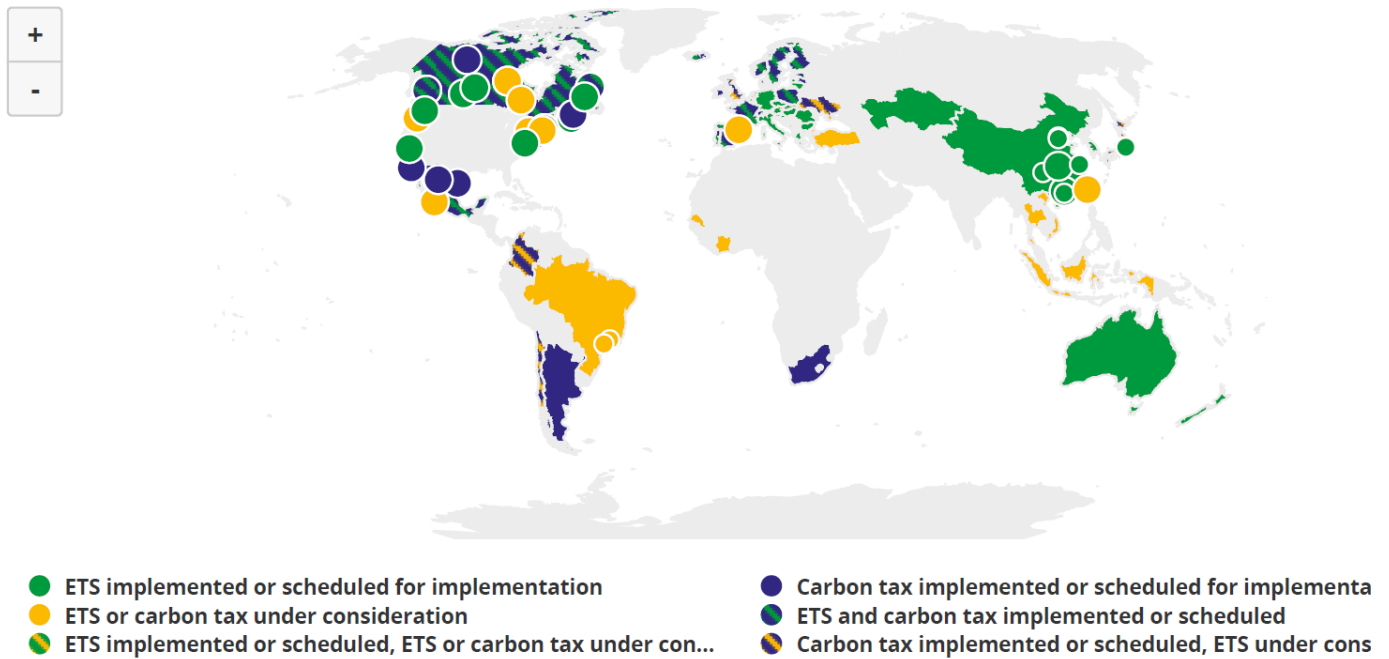 +
-
ETS implemented or scheduled for implementation
Carbon tax implemented or scheduled for implementa
ETS or carbon tax under consideration
ETS and carbon tax implemented or scheduled
ETS implemented or scheduled, ETS or carbon tax under con...
Carbon tax implemented or scheduled, ETS under cons